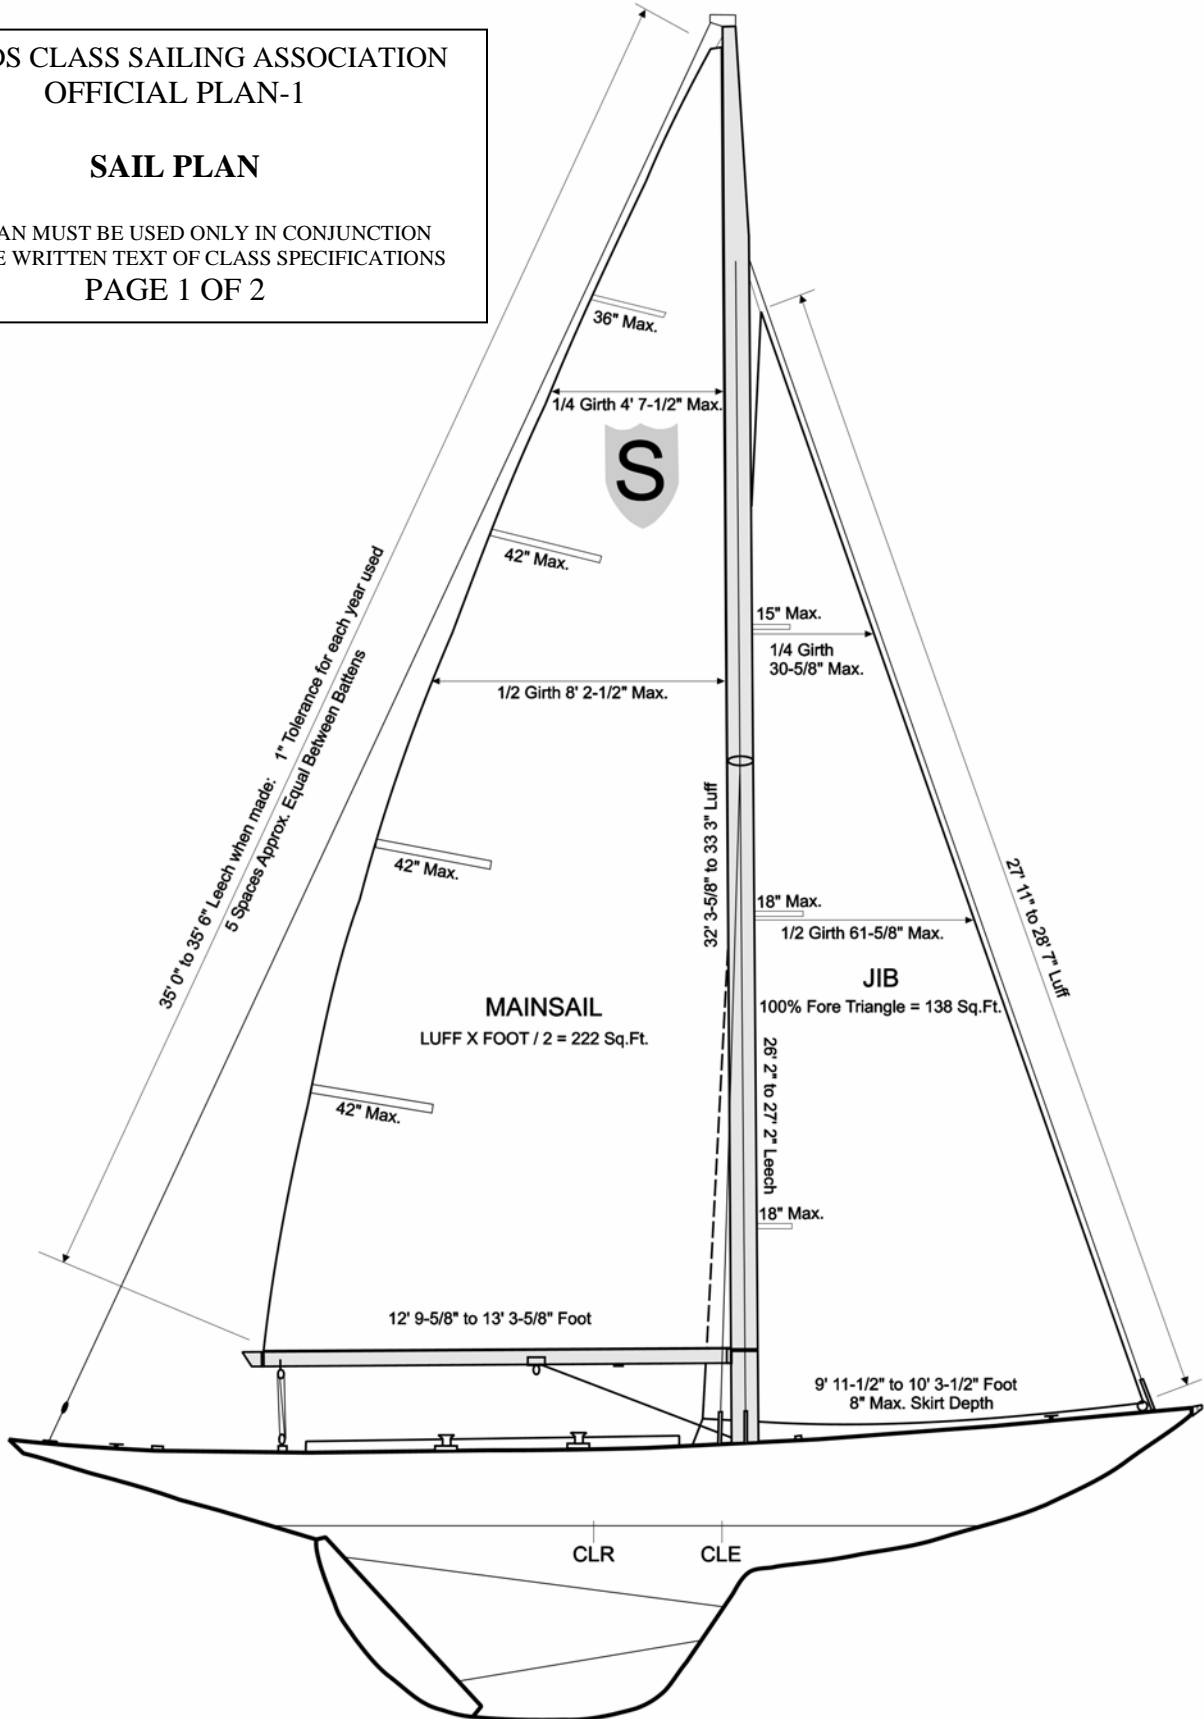 DS CLASS SAILING ASSOCIATION
OFFICIAL PLAN-1
SAIL PLAN
AN MUST BE USED ONLY IN CONJUNCTION
E WRITTEN TEXT OF CLASS SPECIFICATIONS
PAGE 1 OF 2
36" Max.
1/4 Girth 4' 7-1/2" Max.
S
42" Max.
15" Max.
1/4 Girth
30-5/8" Max.
1/2 Girth 8' 2-1/2" Max.
35' 0" to 35' 6" Leech when made: 1" Tolerance for each year used
5 Spaces Approx. Equal Between Battens
32' 3-5/8" to 33 3" Luff
42" Max.
18" Max.
1/2 Girth 61-5/8" Max.
27' 11" to 28' 7" Luff
MAINSAIL
LUFF X FOOT / 2 = 222 Sq.Ft.
JIB
100% Fore Triangle = 138 Sq.Ft.
26' 2" to 27' 2" Leech
42" Max.
18" Max.
12' 9-5/8" to 13' 3-5/8" Foot
9' 11-1/2" to 10' 3-1/2" Foot
8" Max. Skirt Depth
CLR
CLE